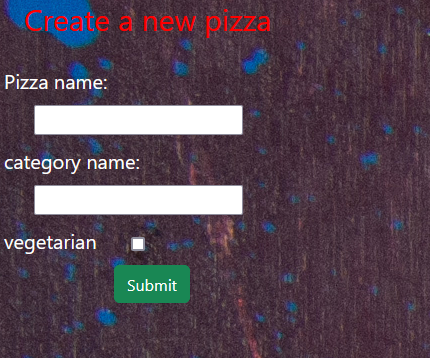 Create a new pizza
Pizza name:
category name:
vegetarian
Submit